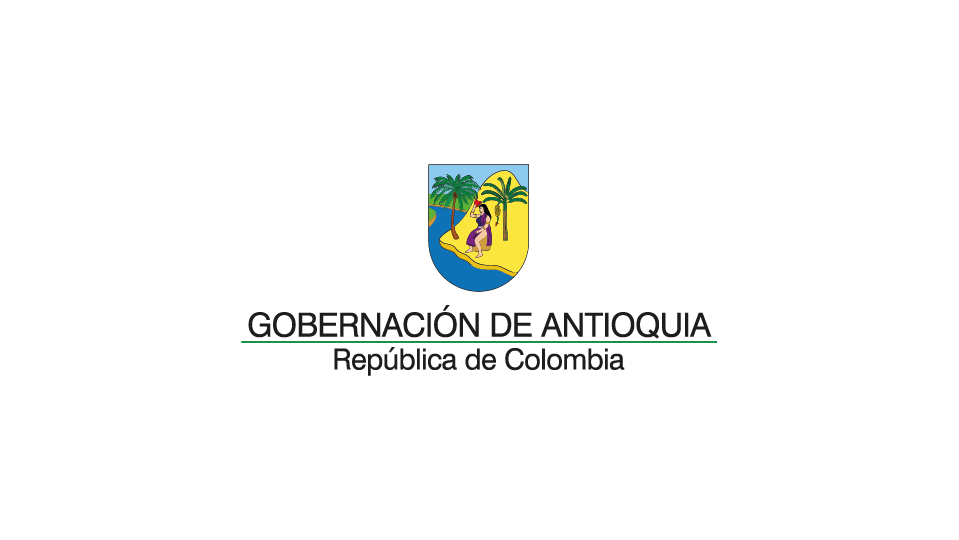 GOBERNACIÓN DE ANTIOQUIA
República de Colombia